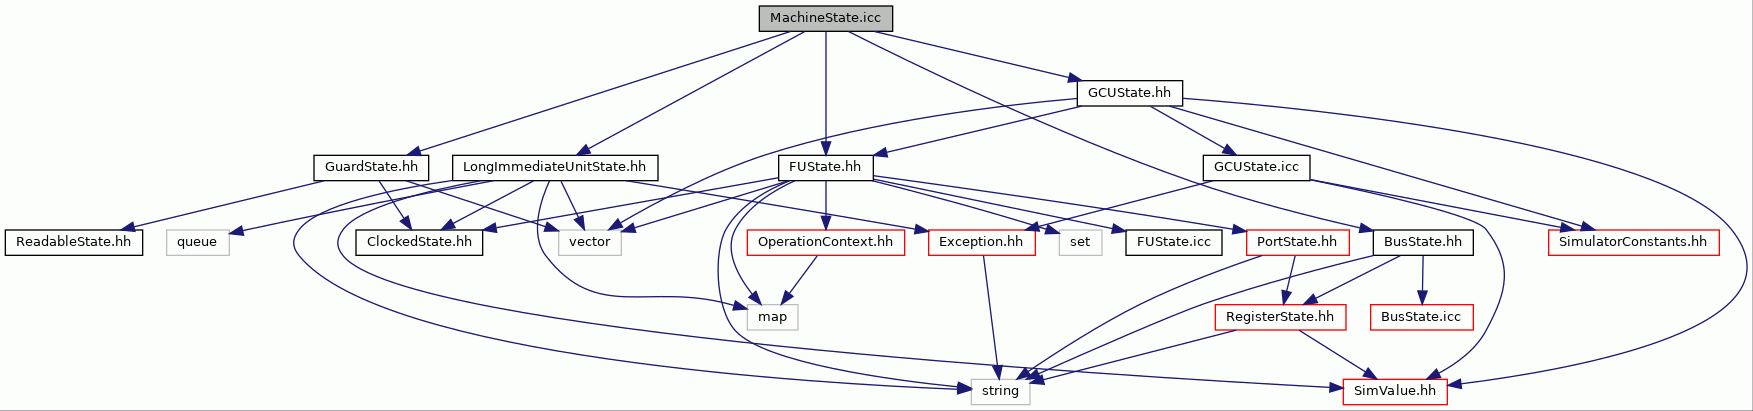 MachineState.icc
GCUState.hh
GuardState.hh
LongImmediateUnitState.hh
FUState.hh
GCUState.icc
ReadableState.hh
queue
ClockedState.hh
vector
OperationContext.hh
Exception.hh
set
FUState.icc
PortState.hh
BusState.hh
SimulatorConstants.hh
map
RegisterState.hh
BusState.icc
string
SimValue.hh